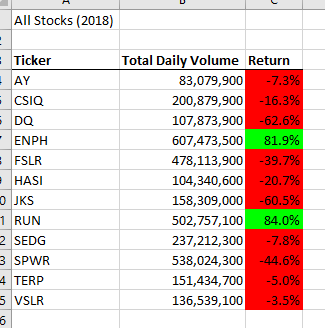 A B C
All Stocks (2018)
Ticker Total Daily Volume Return
AY 83,079,900 -7.3%
CSIQ 200,879,900 -16.3%
DQ 107,873,900 -62.6%
ENPH 607,473,500 81.9%
FSLR 478,113,900 -39.7%
HASI 104,340,600 -20.7%
JKS 158,309,000 -60.5%
RUN 502,757,100 84.0%
SEDG 237,212,300 -7.8%
SPWR 538,024,300 -44.6%
TERP 151,434,700 -5.0%
VSLR 136,539,100 -3.5%